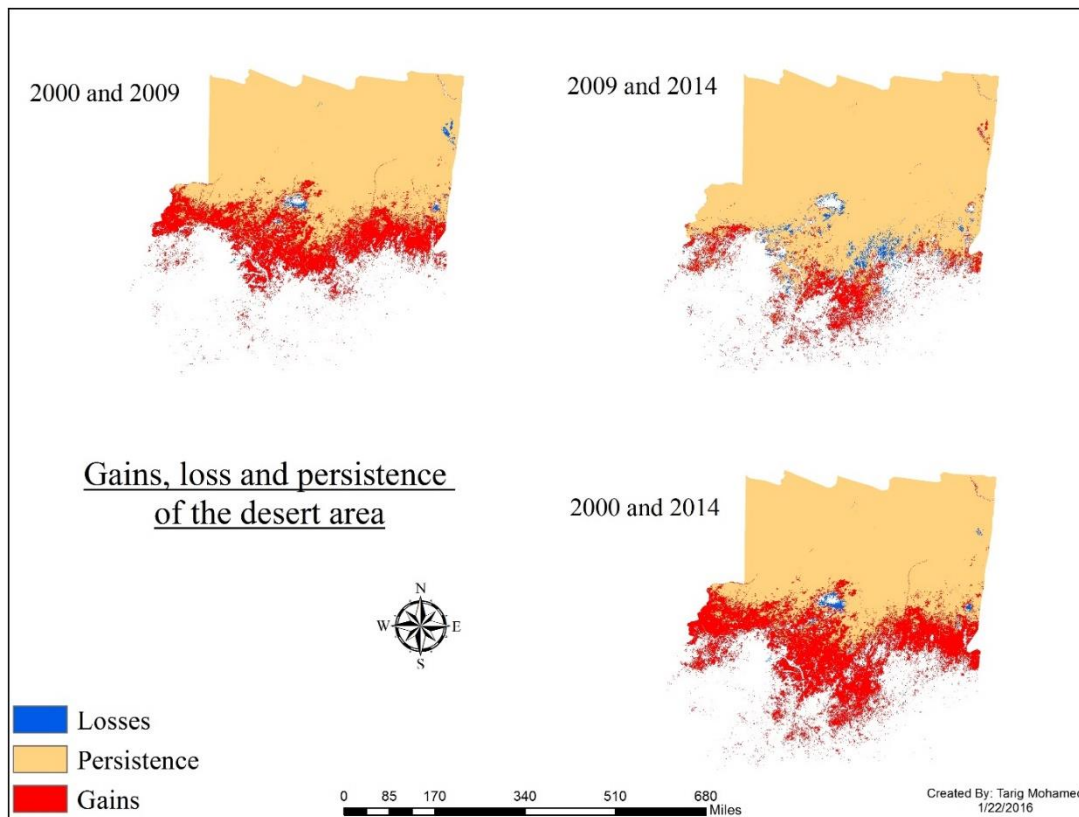 2000 and 2009
2009 and 2014
Gains, loss and persistence
of the desert area
2000 and 2014
N
W E
S
Losses
Persistence
Gains
0 85 170 340 510 680
Miles
Created By: Tarig Mohamed
1/22/2016